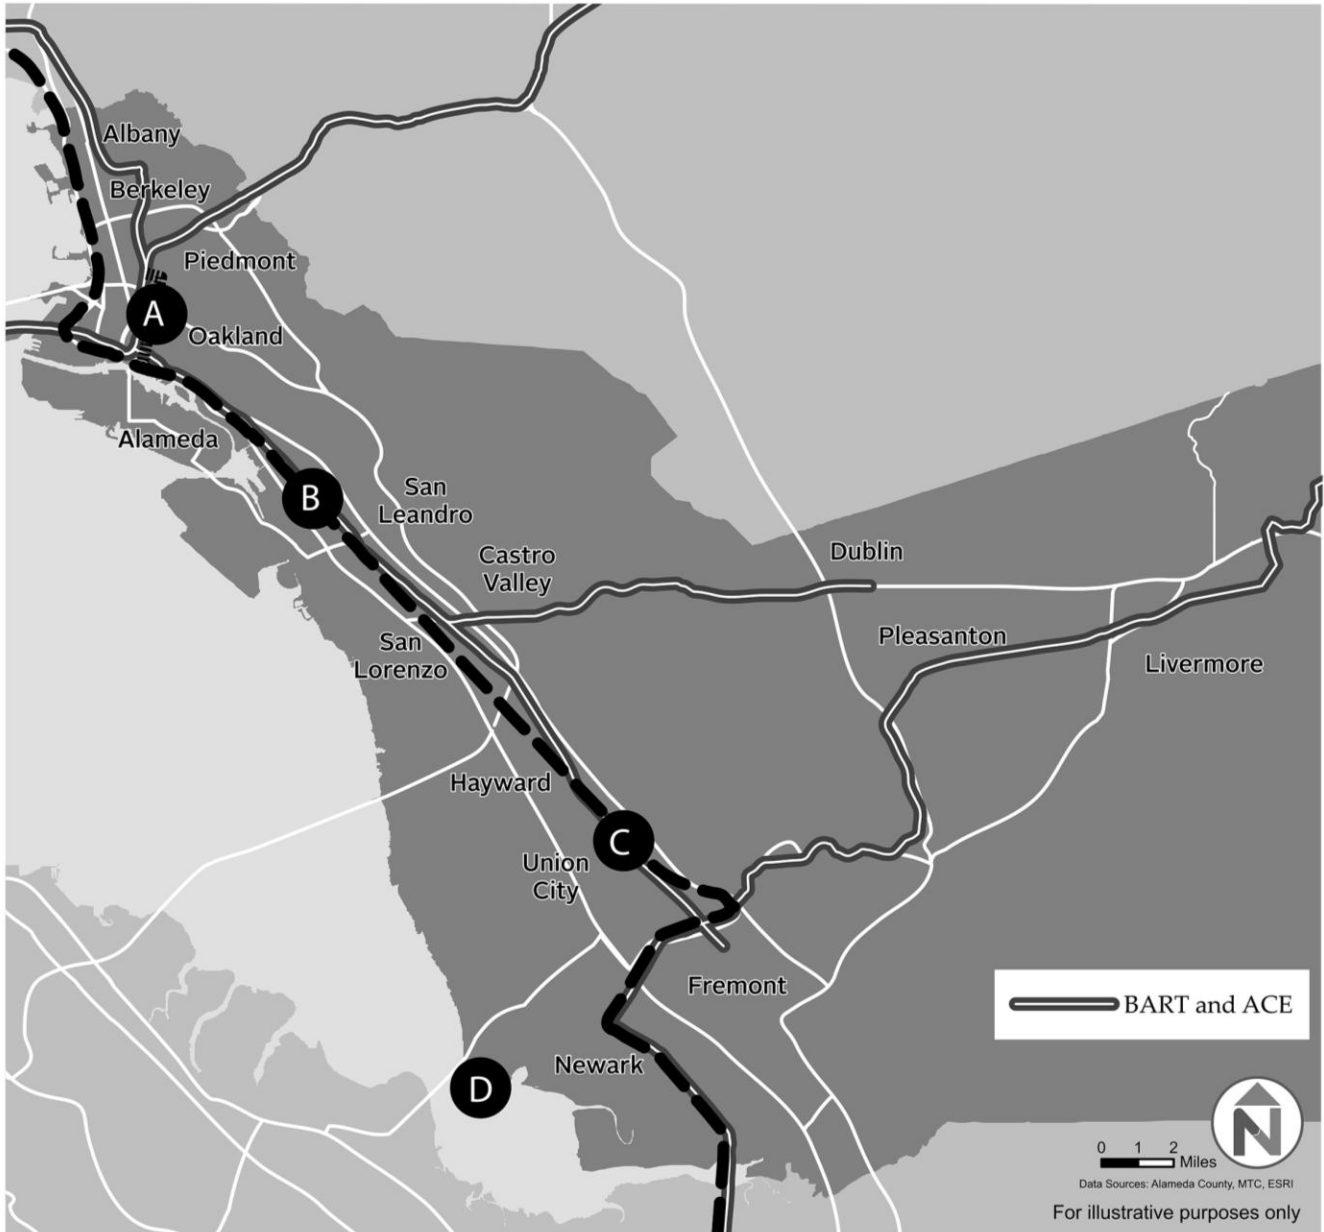 Albany
Berkeley
Piedmont
A
Oakland
Alameda
B
San
Leandro
Castro
Valley
Dublin
San
Lorenzo
Pleasanton
Livermore
Hayward
C
Union
City
Fremont
BART and ACE
Newark
D
N
0 1 2
Miles
Data Sources: Alameda County, MTC, ESRI
For illustrative purposes only